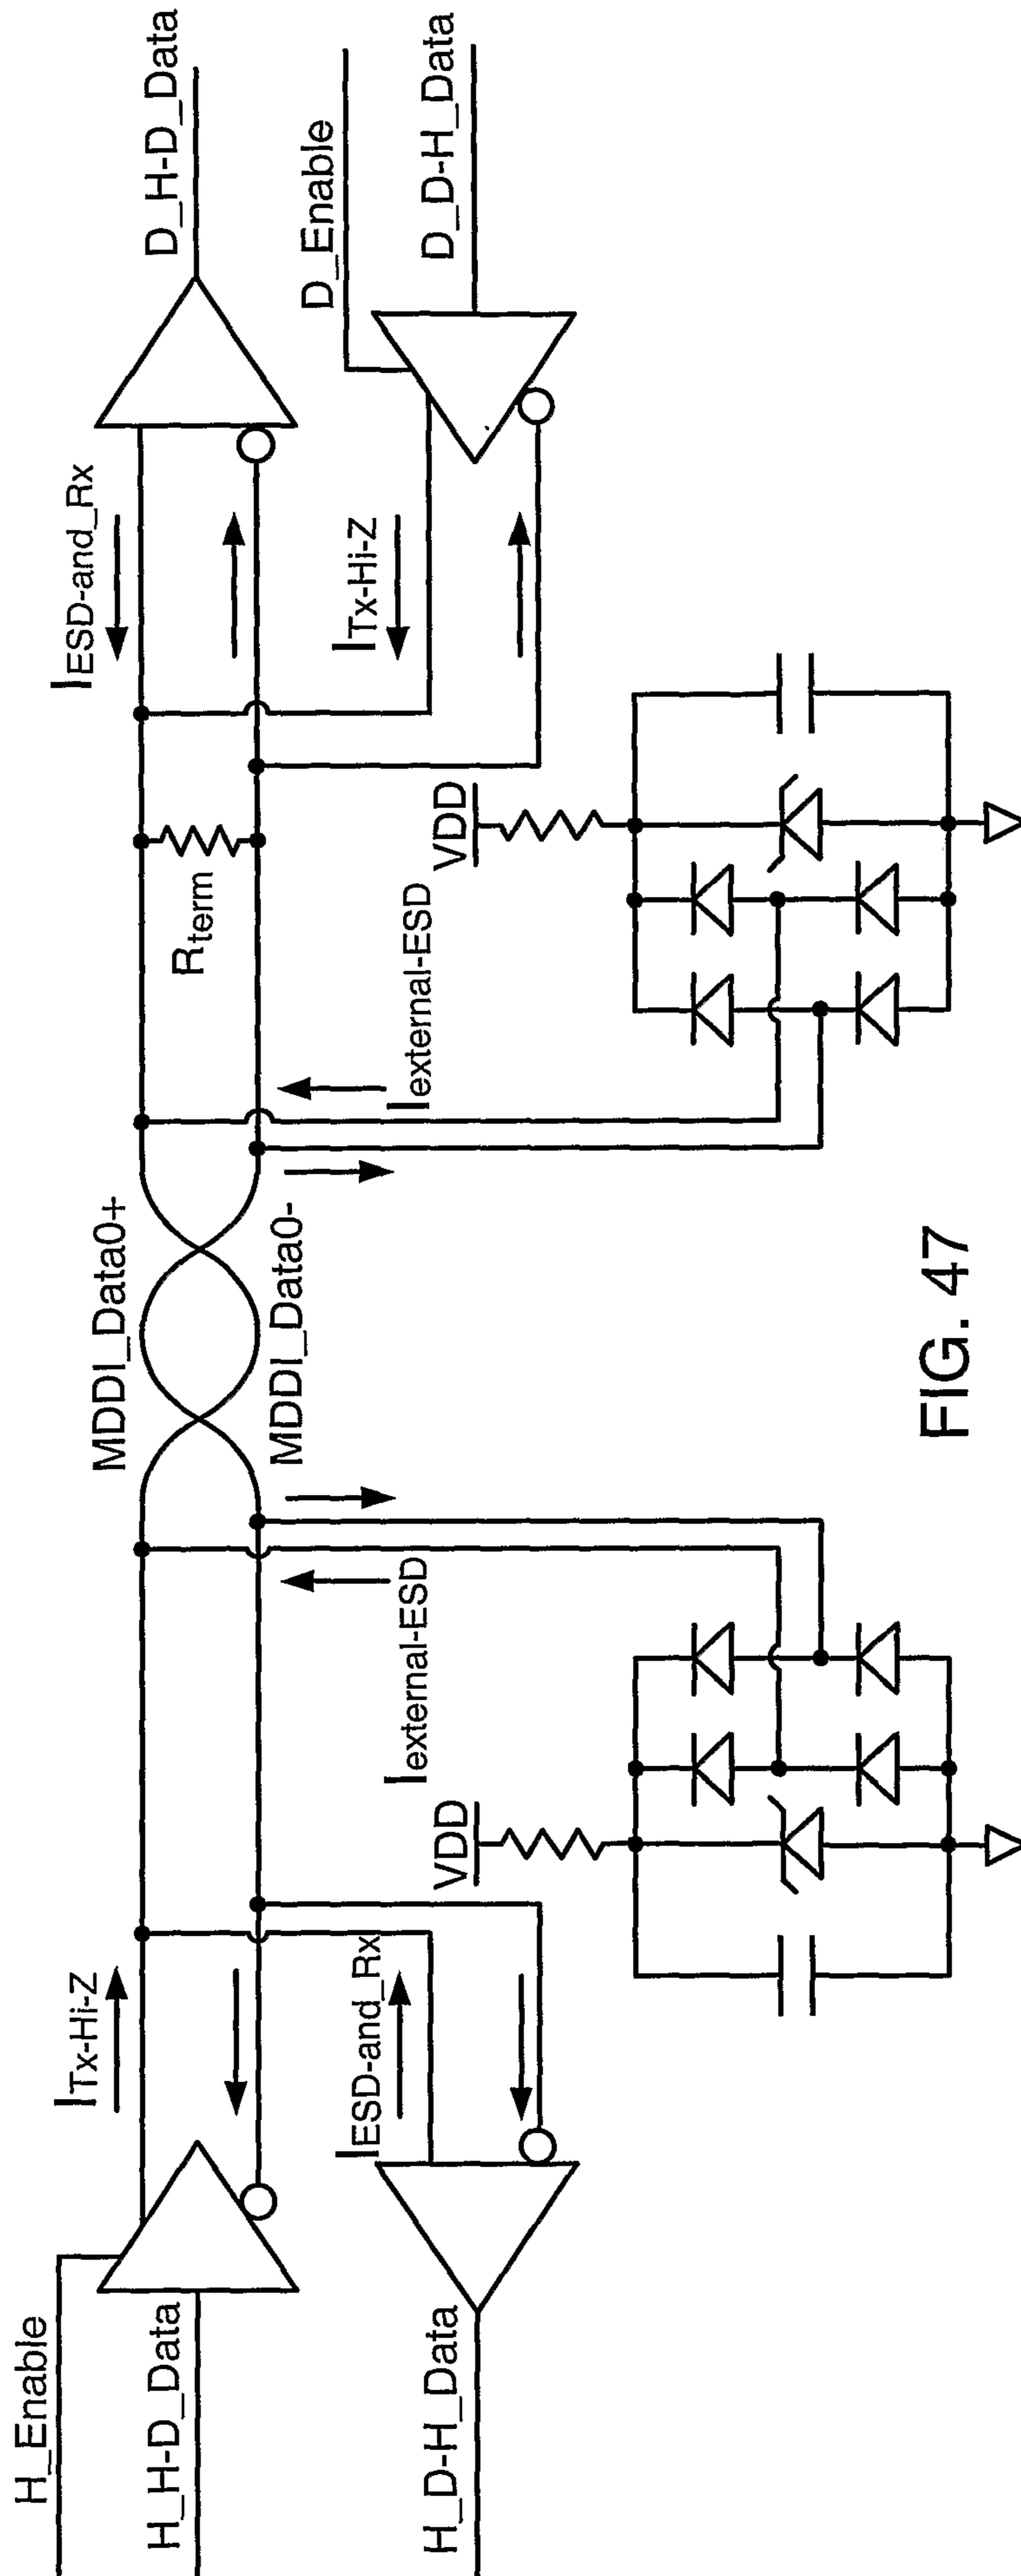 H_Enable
H_H-D_Data
H_D-H_Data
ITx-Hi-Z
IESD-and_Rx
VDD
Iexternal-ESD
MDDI_Data0+
MDDI_Data0-
Iexternal-ESD
Rterm
VDD
IESD-and_Rx
ITx-Hi-Z
D_H-D_Data
D_Enable
D_D-H_Data
FIG. 47